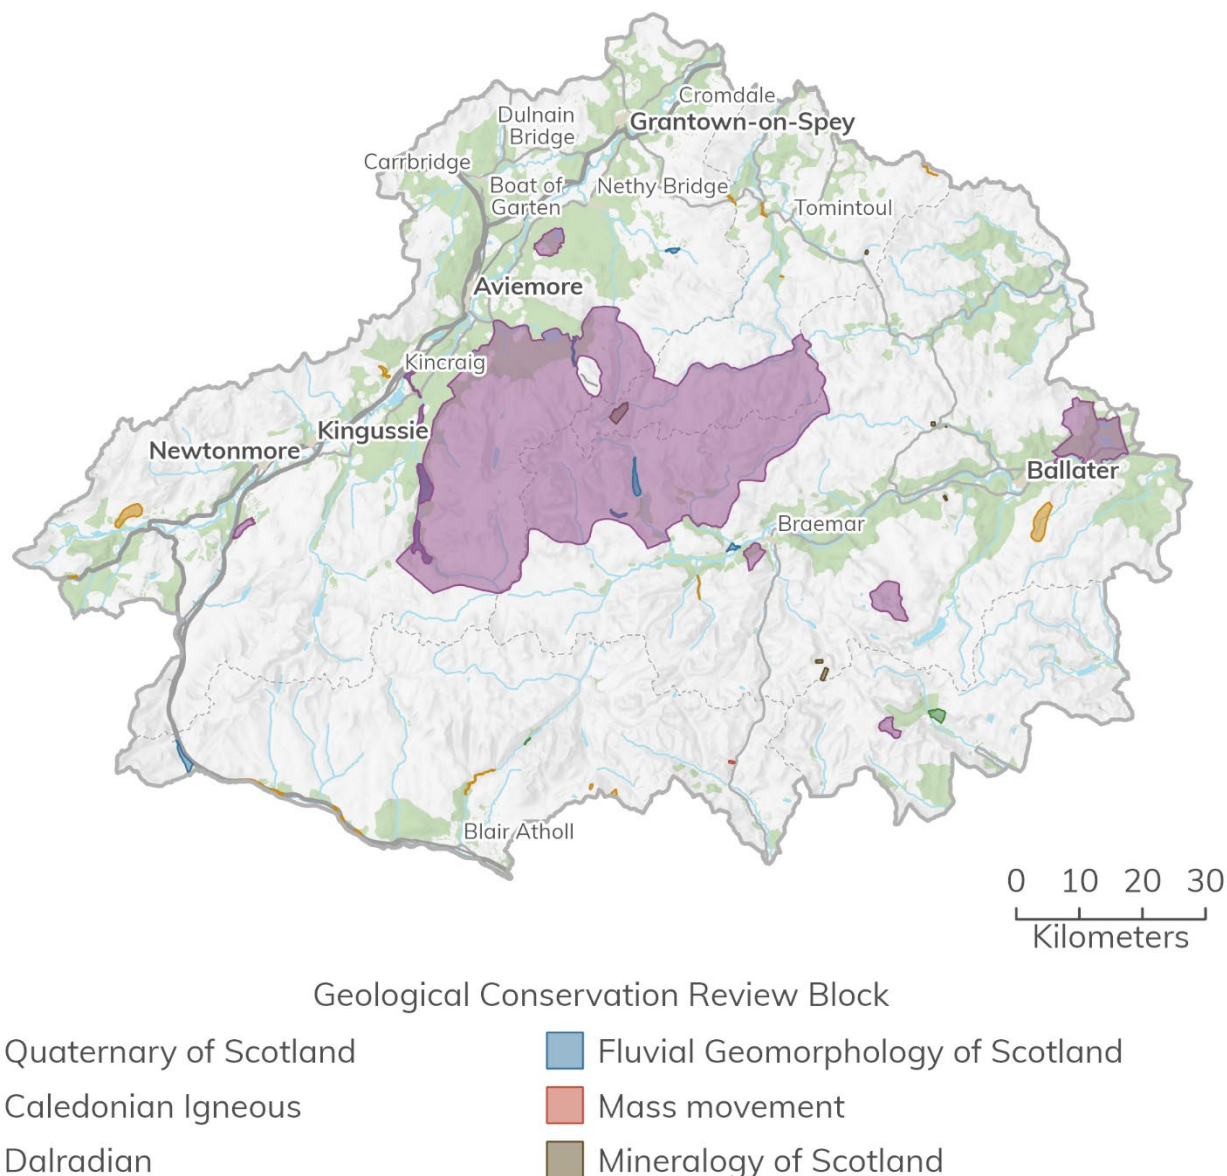 Cromdale
Dulnain
Bridge
Grantown-on-Spey
Carrbridge
Boat of
Garten
Nethy Bridge
Tomintoul
Aviemore
Kincraig
Kingussie
Newtonmore
Ballater
Braemar
Blair Atholl
0 10 20 30
Kilometers
Geological Conservation Review Block
Quaternary of Scotland
Fluvial Geomorphology of Scotland
Caledonian Igneous
Mass movement
Dalradian
Mineralogy of Scotland